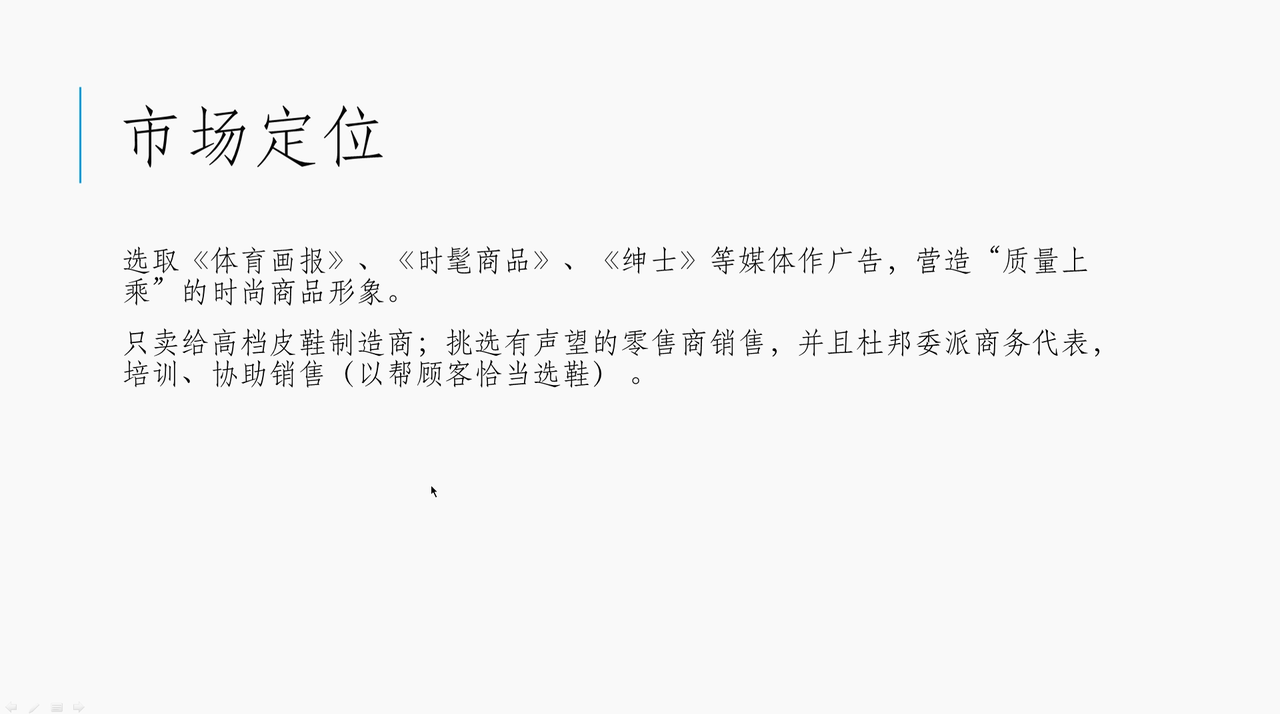 市场定位
选取《体育画报》、《时髦商品》、《绅士》等媒体作广告，营造“质量上
乘”的时尚商品形象。
只卖给高档皮鞋制造商；挑选有声望的零售商销售，并且杜邦委派商务代表，
培训、协助销售（以帮顾客恰当选鞋） 。